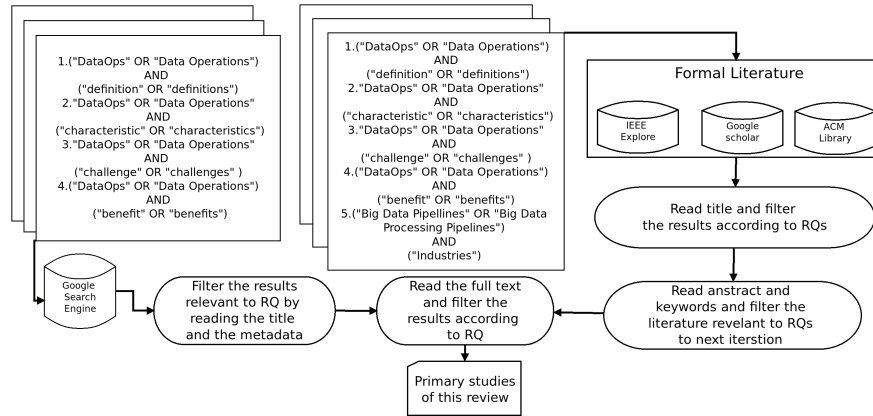 1.("DataOps" OR "Data Operations")
AND
("definition" OR "definitions")
2."DataOps" OR "Data Operations"
AND
("characteristic" OR "characteristics")
3."DataOps" OR "Data Operations"
AND
("challenge" OR "challenges" )
4.("DataOps" OR "Data Operations)
AND
("benefit" OR "benefits")
1.("DataOps" OR "Data Operations")
AND
("definition" OR "definitions")
2."DataOps" OR "Data Operations"
AND
("characteristic" OR "characteristics")
3."DataOps" OR "Data Operations"
AND
("challenge" OR "challenges" )
4.("DataOps" OR "Data Operations)
AND
("benefit" OR "benefits")
5.("Big Data Pipellines" OR "Big Data
Processing Pipelines")
AND
("Industries")
Formal Literature
IEEE
Explore
Google
scholar
ACM
Library
Read title and filter
the results according to RQs
Google
Search
Engine
Filter the results
relevant to RQ by
reading the title
and the metadata
Read the full text
and filter the
results according
to RQ
Read anstract and
keywords and filter the
literature revelant to RQs
to next iterstion
Primary studies
of this review